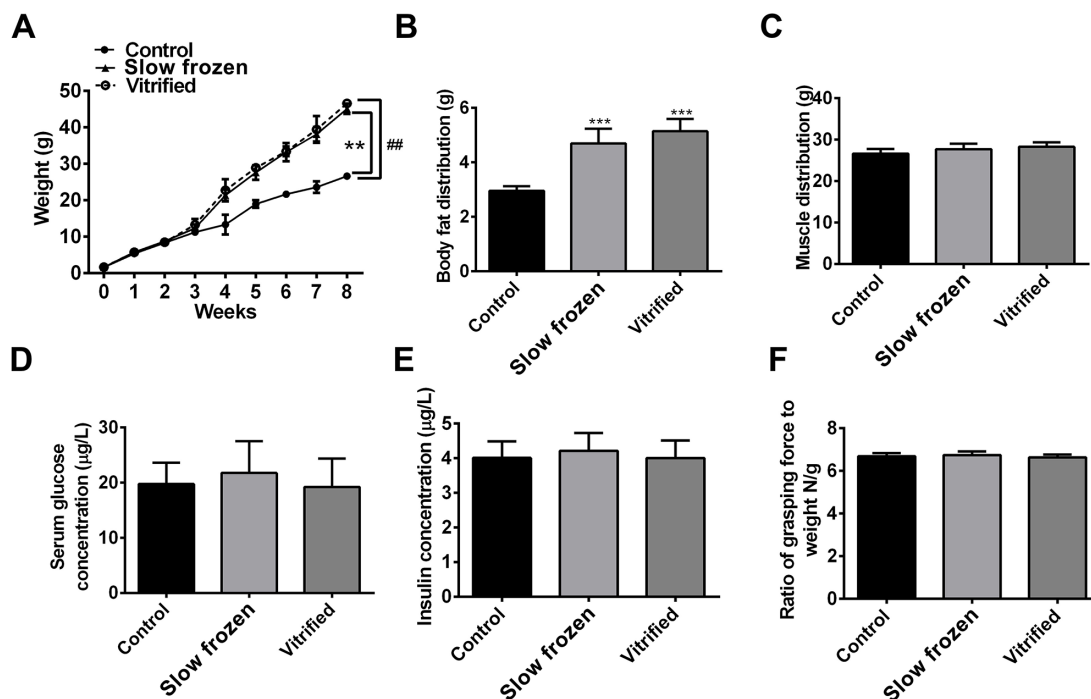 A
Control
Slow frozen
Vitrified
Weight (g)
50
40
30
20
10
0
** ##
0 1 2 3 4 5 6 7 8
Weeks
B
Body fat distribution (g)
6
4
2
0
*** ***
Control Slow frozen Vitrified
C
Muscle distribution (g)
40
30
20
10
0
Control Slow frozen Vitrified
D
Serum glucose
concentration (μg/L)
30
20
10
0
Control Slow frozen Vitrified
E
Insulin concentration (μg/L)
5
4
3
2
1
0
Control Slow frozen Vitrified
F
Ratio of grasping force to
weight N/g
8
6
4
2
0
Control Slow frozen Vitrified